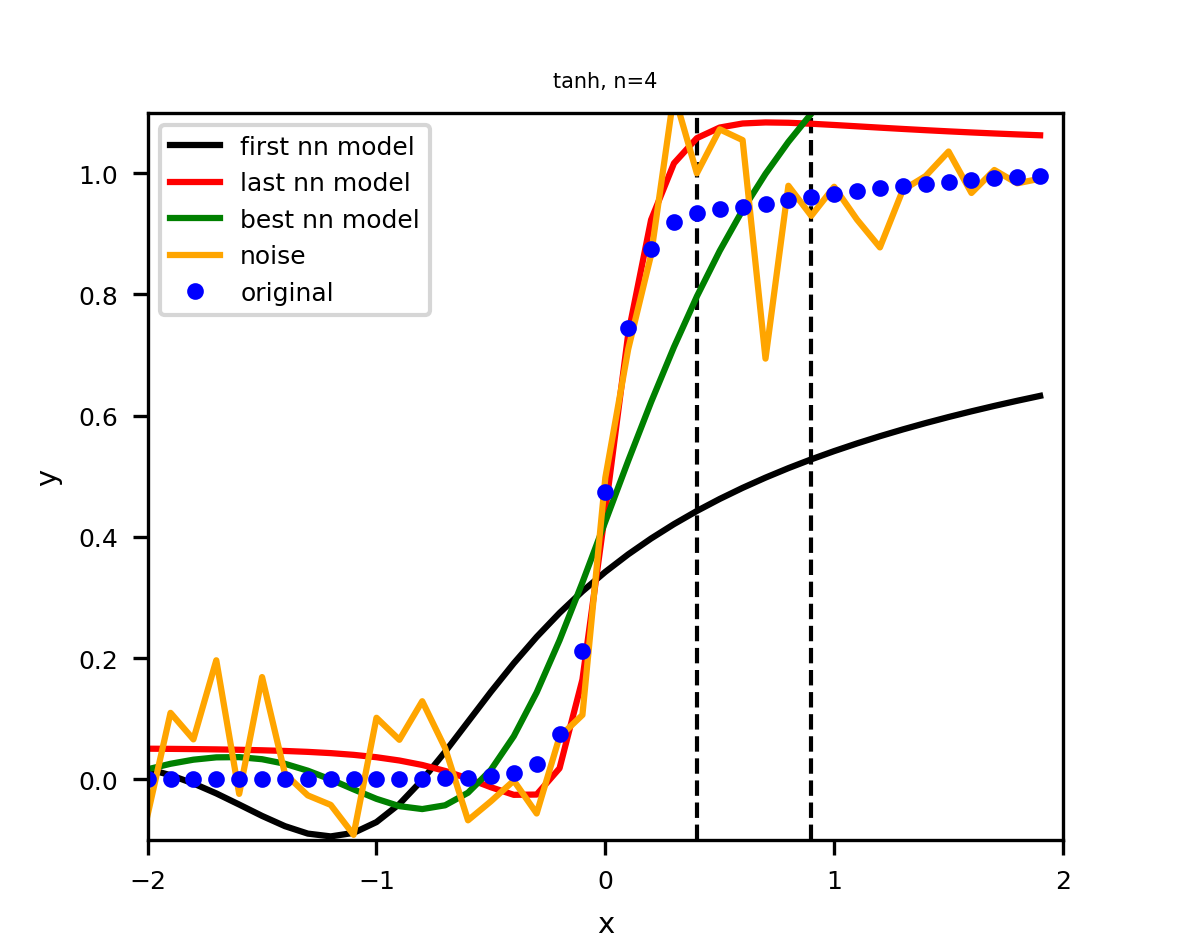 tanh, n=4
first nn model
last nn model
best nn model
noise
original
1.0
0.8
0.6
0.4
0.2
0.0
y
−2 −1 0 1 2
x